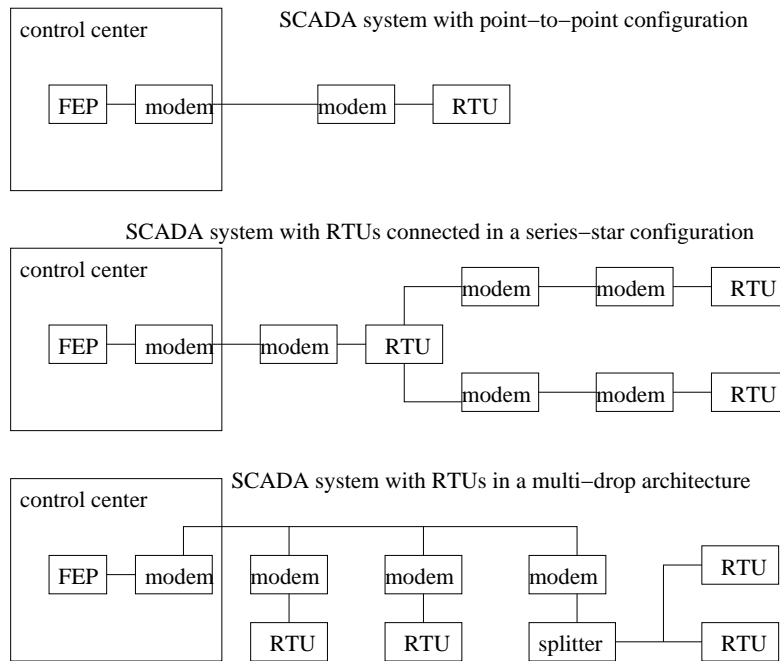 SCADA system with point−to−point configuration
control center
FEP
modem
modem
RTU
SCADA system with RTUs connected in a series−star configuration
control center
modem
modem
RTU
FEP
modem
modem
RTU
modem
modem
RTU
SCADA system with RTUs in a multi−drop architecture
control center
FEP
modem
modem
modem
modem
RTU
RTU
RTU
splitter
RTU